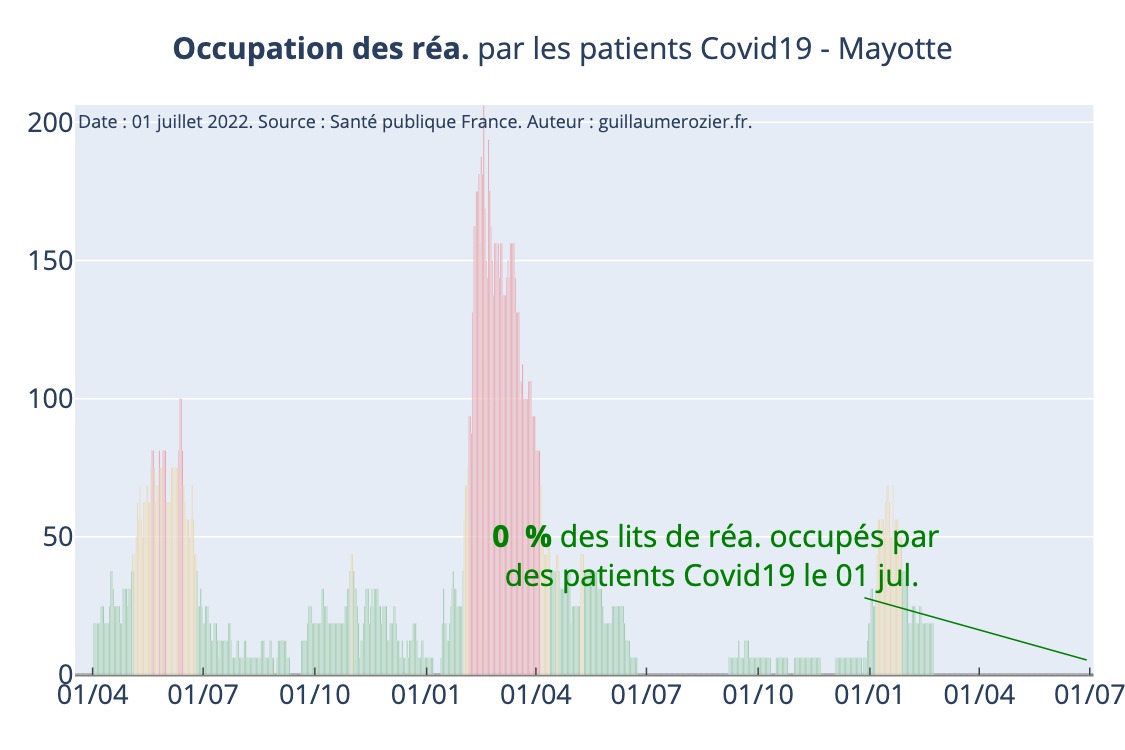 Occupation des réa. par les patients Covid19 - Mayotte
200
Date : 01 juillet 2022. Source : Santé publique France. Auteur : guillaumerozier.fr.
150
100
50
0 % des lits de réa. occupés par
des patients Covid19 le 01 jul.
0
01/04 01/07 01/10 01/01 01/04 01/07 01/10 01/01 01/04 01/07